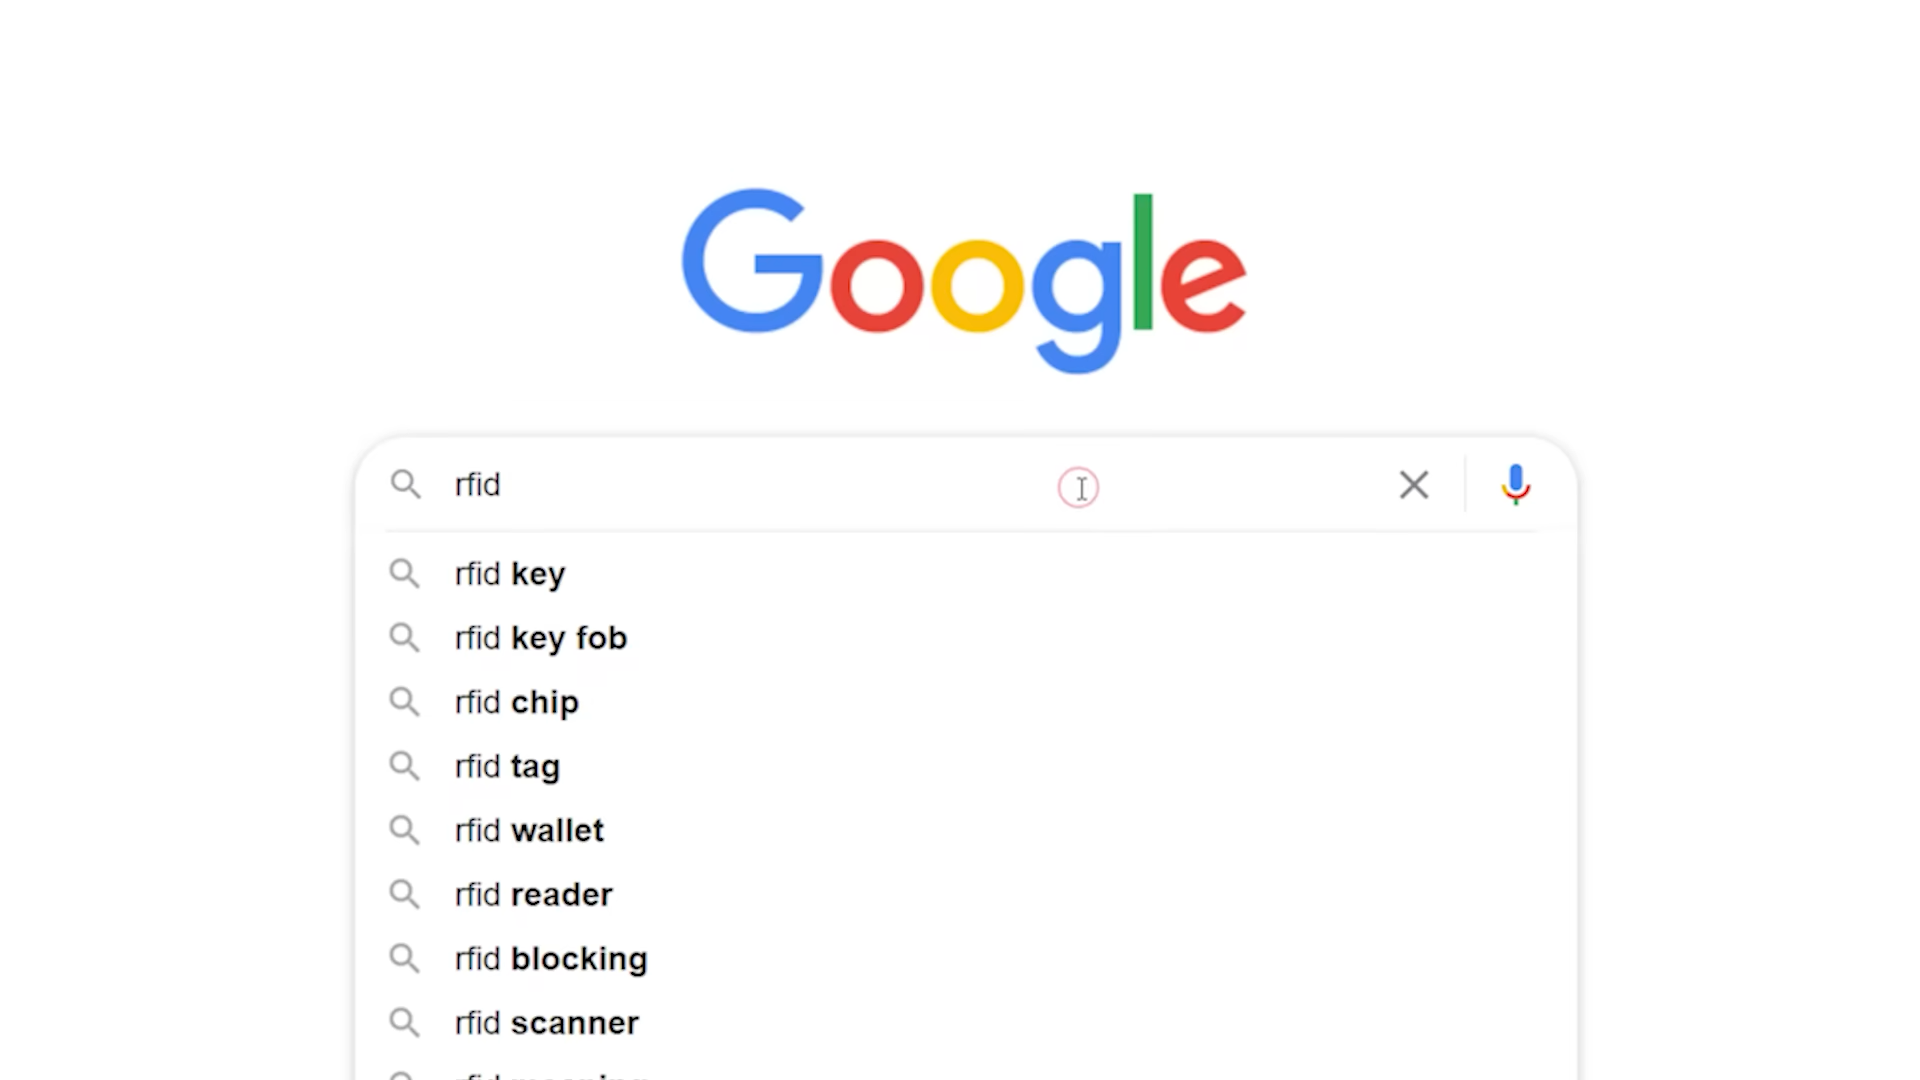 Google
rfid
rfid key
rfid key fob
rfid chip
rfid tag
rfid wallet
rfid reader
rfid blocking
rfid scanner